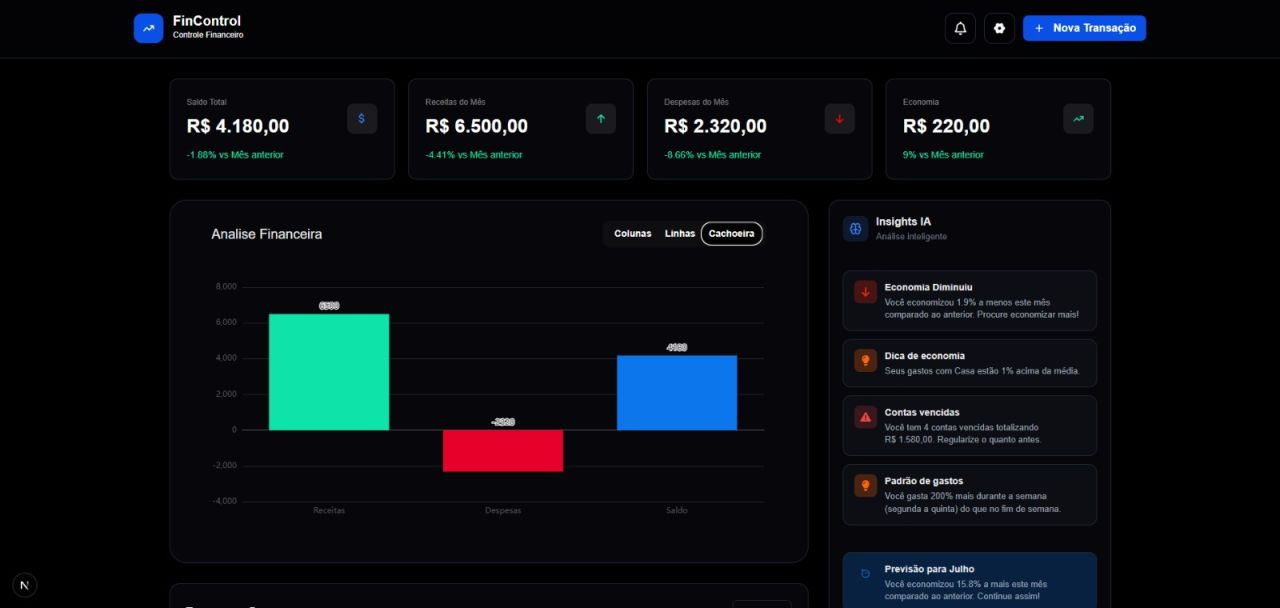 FinControl
Controle Financeiro
Nova Transação
Saldo Total
R$ 4.180,00
-1.88% vs Mês anterior
Receitas do Mês
R$ 6.500,00
-4.41% vs Mês anterior
Despesas do Mês
R$ 2.320,00
-8.66% vs Mês anterior
Economia
R$ 220,00
9% vs Mês anterior
Analise Financeira
Colunas Linhas Cachoeira
8,000
6,000
4,000
2,000
0
-2,000
-4,000
6500
-2320
4180
Receitas Despesas Saldo
Insights IA
Análise Inteligente
Economia Diminuiu
Você economizou 1.9% a menos este mês
comparado ao anterior. Procure economizar mais!
Dica de economia
Seus gastos com Casa estão 1% acima da média.
Contas vencidas
Você tem 4 contas vencidas totalizando
R$ 1.580,00. Regularize o quanto antes.
Padrão de gastos
Você gasta 200% mais durante a semana
(segunda a quinta) do que no fim de semana.
Previsão para Julho
Você economizou 15.8% a mais este mês
comparado ao anterior. Continue assim!
N